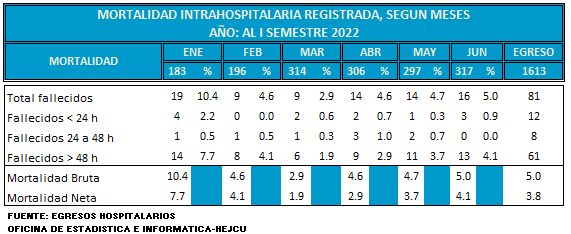 MORTALIDAD INTRAHOSPITALARIA REGISTRADA, SEGUN MESES
AÑO: AL I SEMESTRE 2022
MORTALIDAD ENE FEB MAR ABR MAY JUN EGRESO
183 % 196 % 314 % 306 % 297 % 317 % 1613
Total fallecidos 19 10.4 9 4.6 9 2.9 14 4.6 14 4.7 16 5.0 81
Fallecidos < 24 h 4 2.2 0 0.0 2 0.6 2 0.7 1 0.3 3 0.9 12
Fallecidos 24 a 48 h 1 0.5 1 0.5 1 0.3 3 1.0 2 0.7 0 0.0 8
Fallecidos > 48 h 14 7.7 8 4.1 6 1.9 9 2.9 11 3.7 13 4.1 61
Mortalidad Bruta 10.4 4.6 2.9 4.6 4.7 5.0 5.0
Mortalidad Neta 7.7 4.1 1.9 2.9 3.7 4.1 3.8
FUENTE: EGRESOS HOSPITALARIOS
OFICINA DE ESTADISTICA E INFORMATICA-HEJCU